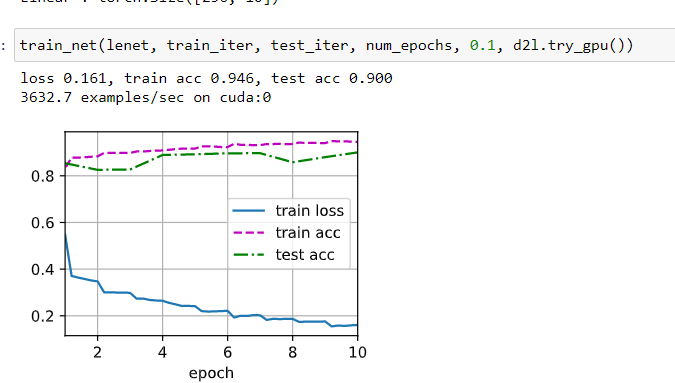 : train_net(lenet, train_iter, test_iter, num_epochs, 0.1, d2l.try_gpu())
loss 0.161, train acc 0.946, test acc 0.900
3632.7 examples/sec on cuda:0
0.8
0.6
0.4
0.2
train loss
train acc
test acc
2 4 6 8 10
epoch